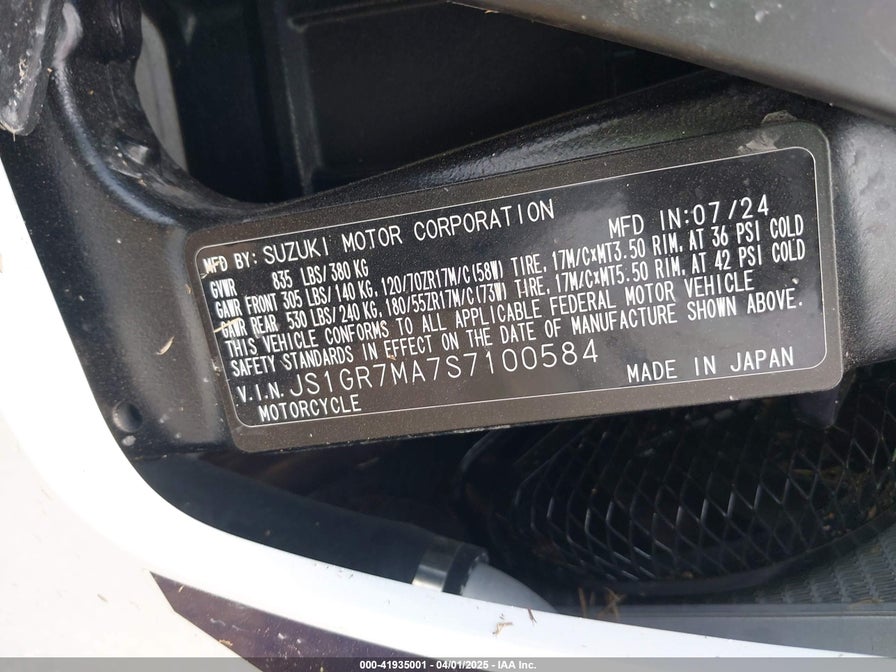 MFD BY: SUZUKI MOTOR CORPORATION MFD IN:07/24
GVWR 835 LBS/380 KG
GAWR FRONT 305 LBS/140 KG, 120/70ZR17M/C(58W) TIRE, 17M/C×MT3.50 RIM, AT 36 PSI COLD
GAWR REAR 530 LBS/240 KG, 180/55ZR17M/C(73W) TIRE, 17M/C×MT5.50 RIM, AT 42 PSI COLD
THIS VEHICLE CONFORMS TO ALL APPLICABLE FEDERAL MOTOR VEHICLE
SAFETY STANDARDS IN EFFECT ON THE DATE OF MANUFACTURE SHOWN ABOVE.
V.I.N. JS1GR7MA7S7100584 MADE IN JAPAN
MOTORCYCLE
000-41935001 - 04/01/2025 - IAA Inc.